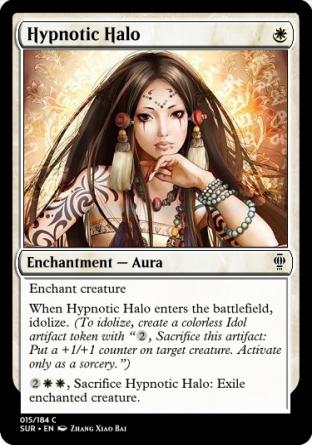 Hypnotic Halo
Enchantment — Aura
Enchant creature
When Hypnotic Halo enters the battlefield,
idolize. (To idolize, create a colorless Idol
artifact token with “2, Sacrifice this artifact:
Put a +1/+1 counter on target creature. Activate
only as a sorcery.”)
2, Sacrifice Hypnotic Halo: Exile
enchanted creature.
015/184 C
SUR • EN Zhang Xiao Bai